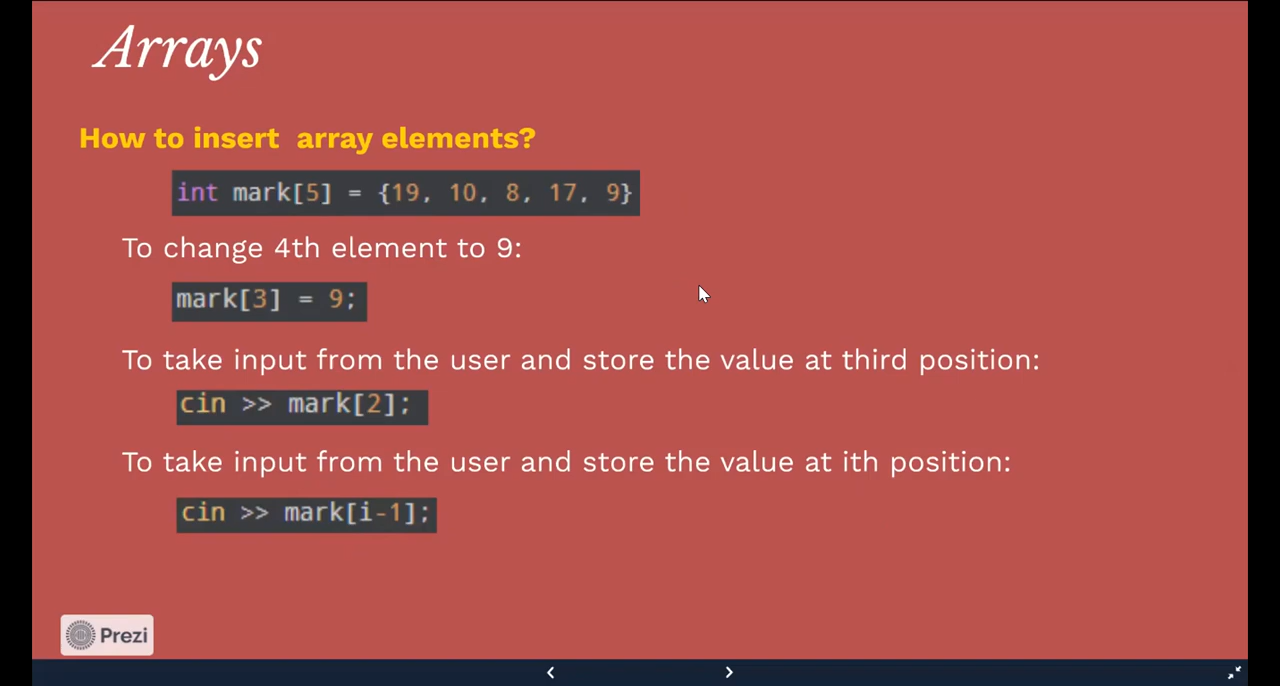 Arrays
How to insert array elements?
int mark[5] = {19, 10, 8, 17, 9}
To change 4th element to 9:
mark[3] = 9;
To take input from the user and store the value at third position:
cin >> mark[2];
To take input from the user and store the value at ith position:
cin >> mark[i-1];
Prezi